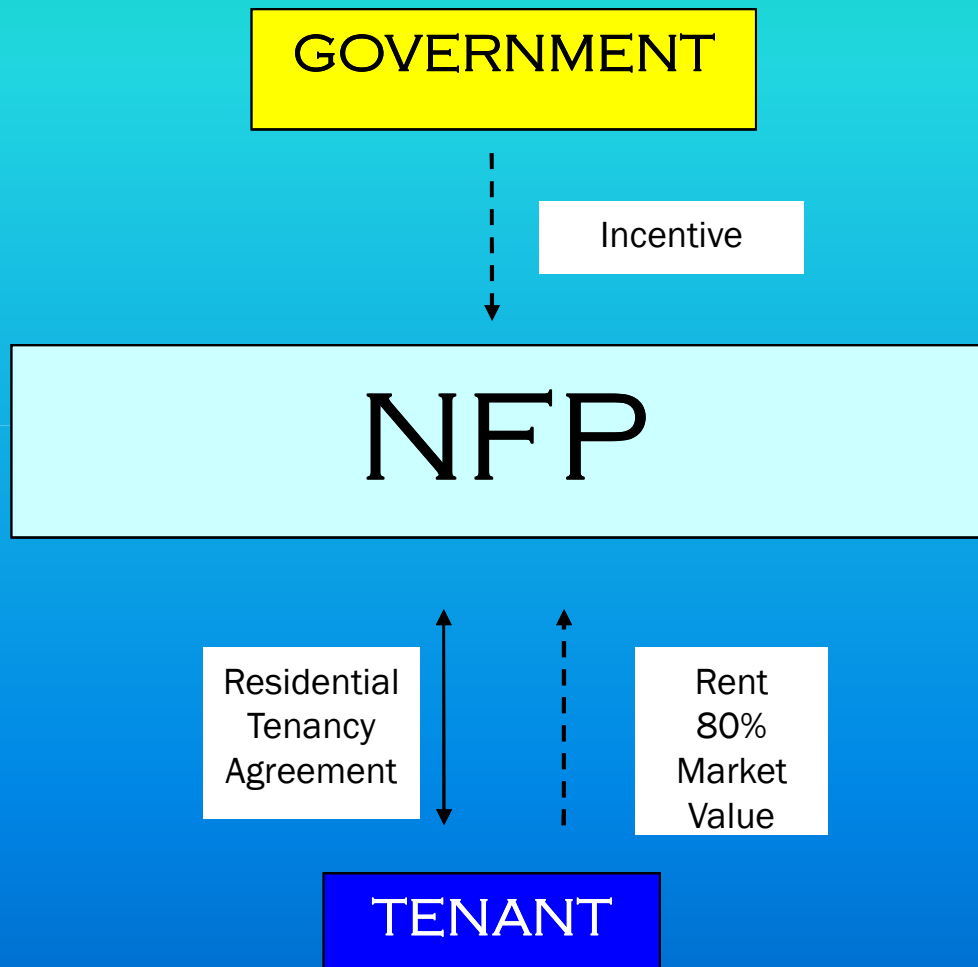 GOVERNMENT
Incentive
NFP
Residential
Tenancy
Agreement
Rent
80%
Market
Value
TENANT